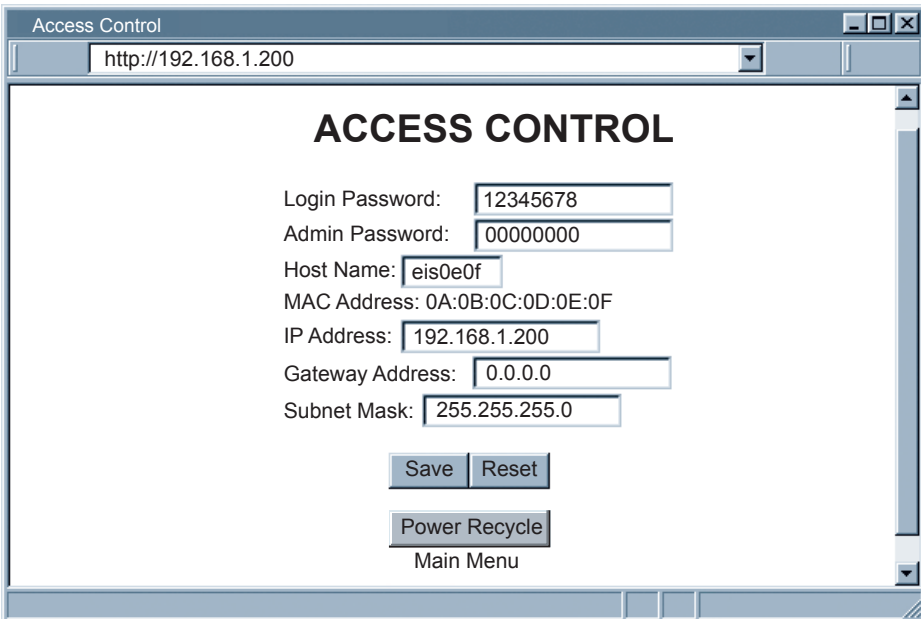 Access Control
http://192.168.1.200
ACCESS CONTROL
Login Password: 12345678
Admin Password: 00000000
Host Name: eis0e0f
MAC Address: 0A:0B:0C:0D:0E:0F
IP Address: 192.168.1.200
Gateway Address: 0.0.0.0
Subnet Mask: 255.255.255.0
Save Reset
Power Recycle
Main Menu